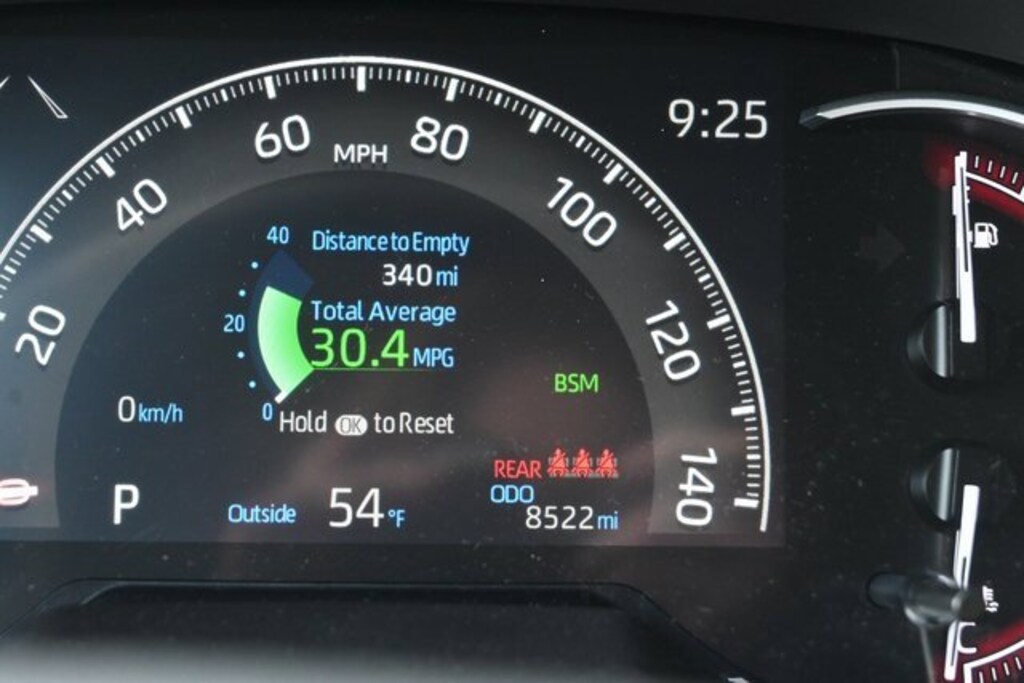 9:25
60
MPH
80
40
100
20
120
140
40
Distance to Empty
340 mi
Total Average
20
30.4 MPG
0
Hold OK to Reset
BSM
0 km/h
REAR
ODO
8522 mi
P
Outside 54 °F
C